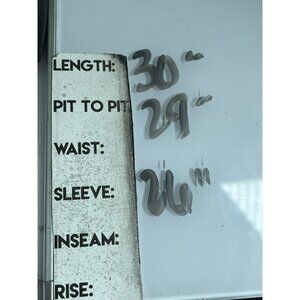 LENGTH: 30"
PIT TO PIT 29"
WAIST:
SLEEVE: 26"
INSEAM:
RISE: